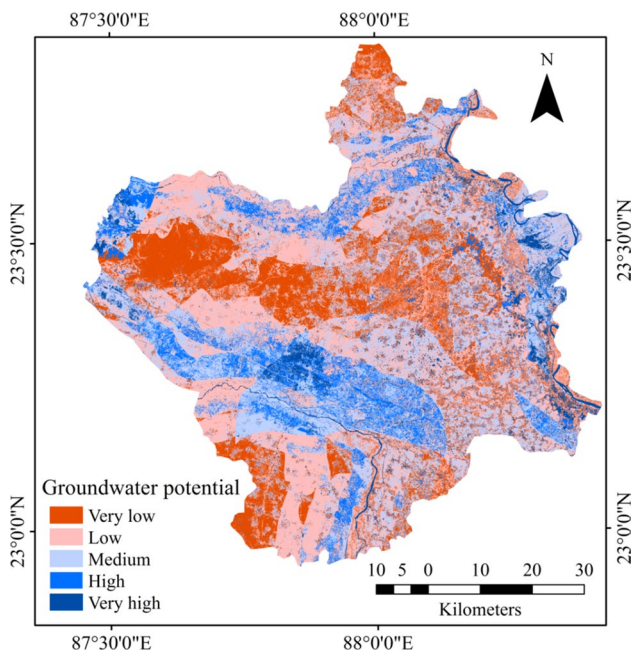 87°30'0"E 88°0'0"E
N
23°30'0"N 23°30'0"N
Groundwater potential
Very low
Low
Medium
High
Very high
23°0'0"N 23°0'0"N
10 5 0 10 20 30
Kilometers
87°30'0"E 88°0'0"E